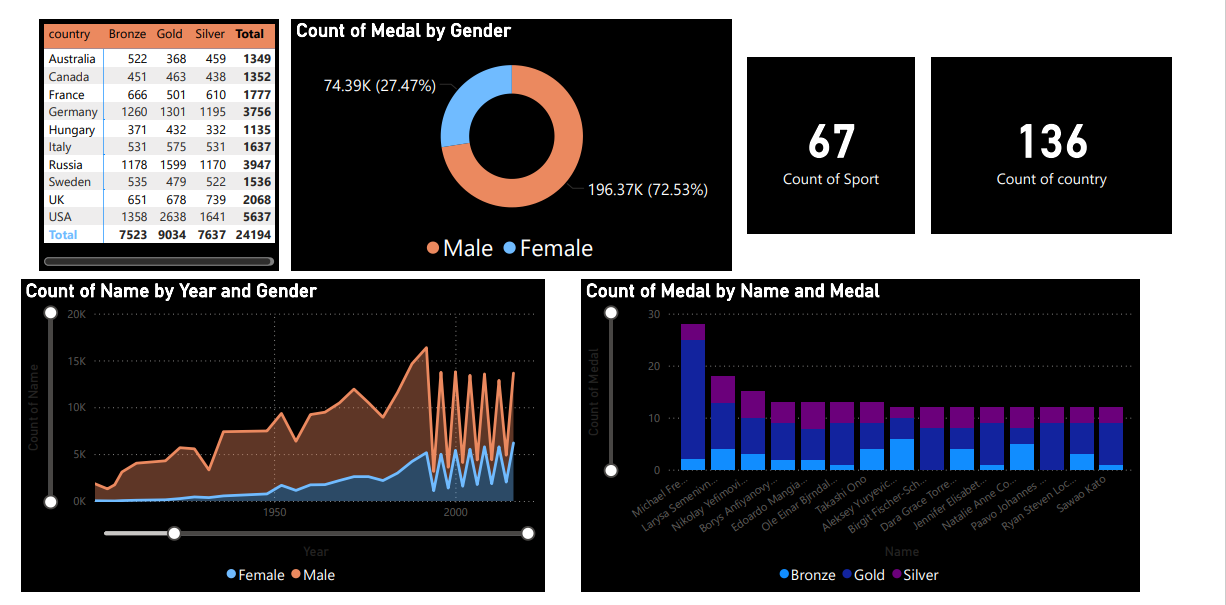 country Bronze Gold Silver Total
Australia 522 368 459 1349
Canada 451 463 438 1352
France 666 501 610 1777
Germany 1260 1301 1195 3756
Hungary 371 432 332 1135
Italy 531 575 531 1637
Russia 1178 1599 1170 3947
Sweden 535 479 522 1536
UK 651 678 739 2068
USA 1358 2638 1641 5637
Total 7523 9034 7637 24194
Count of Medal by Gender
74.39K (27.47%)
196.37K (72.53%)
Male Female
67
Count of Sport
136
Count of country
Count of Name by Year and Gender
Count of Name
20K
15K
10K
5K
0K
1950 2000
Year
Female Male
Count of Medal by Name and Medal
Count of Medal
30
20
10
0
Michael Fre...
Larysa Semenivn...
Nikolay Yefimovi...
Borys Anfiyanovy...
Edoardo Mangia...
Ole Einar Bjrndal...
Takashi Ono
Aleksey Yuryevic...
Birgit Fischer-Sch...
Dara Grace Torre...
Jennifer Elisabet...
Natalie Anne Co...
Paavo Johannes ...
Ryan Steven Loc...
Sawao Kato
Name
Bronze Gold Silver